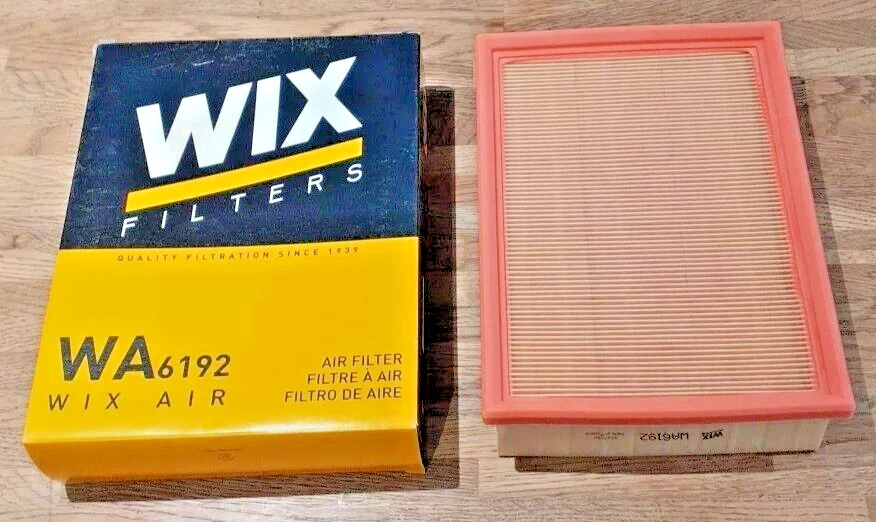 WIX
FILTERS
QUALITY FILTRATION SINCE 1939
WA6192
WIX AIR
AIR FILTER
FILTRE À AIR
FILTRO DE AIRE
WIX WA6192